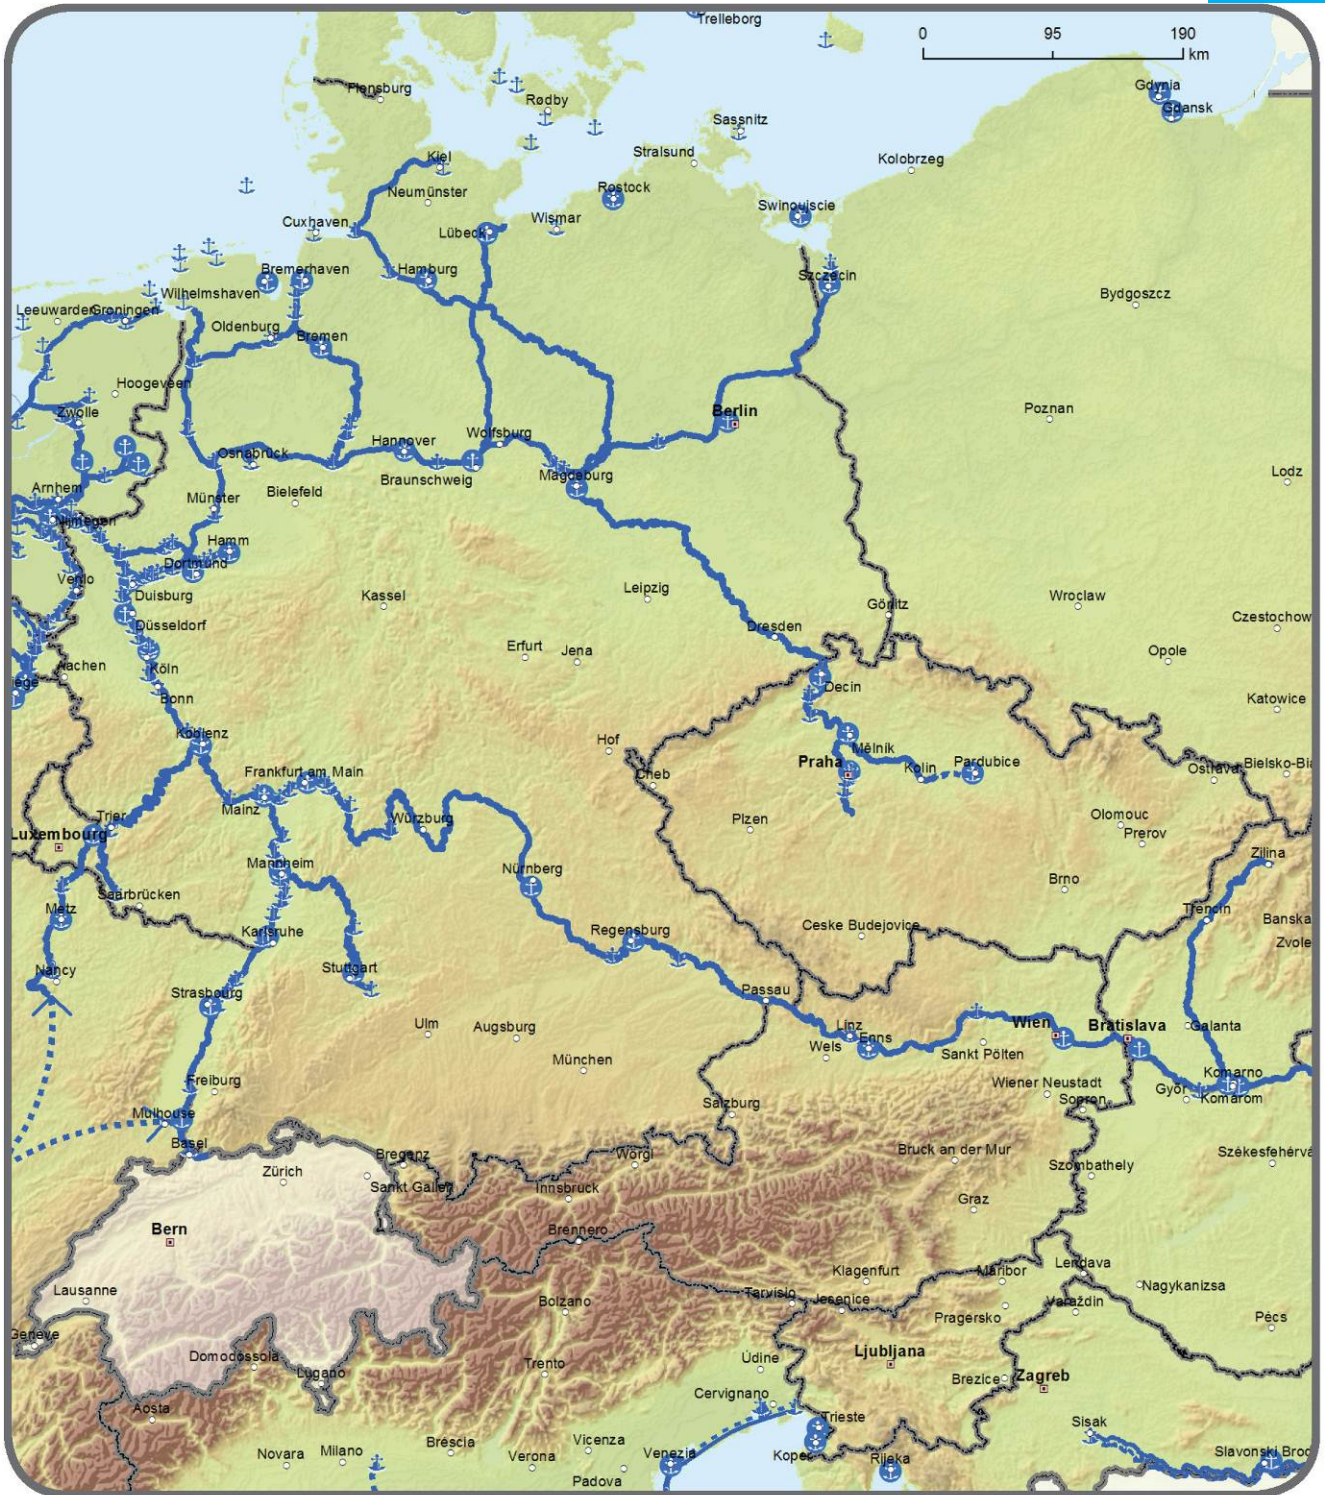 Trelleborg
0 95 190
km
Flensburg
Rødby
Gdynia
Gdansk
Sassnitz
Stralsund
Kolobrzeg
Kiel
Neumünster
Rostock
Swinoujscie
Cuxhaven
Lübeck
Wismar
Bremerhaven
Hamburg
Szczecin
Wilhelmshaven
Bydgoszcz
Leeuwarden
Groningen
Oldenburg
Bremen
Hoogeveen
Zwolle
Berlin
Poznan
Hannover
Wolfsburg
Osnabrück
Braunschweig
Magdeburg
Lodz
Arnhem
Münster
Bielefeld
Nijmegen
Hamm
Dortmund
Venlo
Duisburg
Kassel
Leipzig
Wroclaw
Görlitz
Düsseldorf
Dresden
Czestochow
Erfurt
Jena
Opole
Aachen
Köln
ège
Decin
Bonn
Katowice
Koblenz
Hof
Mělník
Praha
Kolin
Pardubice
Frankfurt am Main
Cheb
Ostrava
Bielsko-Bia
Mainz
Trier
Würzburg
Plzen
Olomouc
Prerov
Luxembourg
Zilina
Mannheim
Nürnberg
Brno
Saarbrücken
Metz
Trencin
Banska
Karlsruhe
Regensburg
Ceske Budejovice
Zvole
Nancy
Stuttgart
Strasbourg
Passau
Ulm
Augsburg
Linz
Enns
Wien
Bratislava
Galanta
Wels
Sankt Pölten
München
Freiburg
Wiener Neustadt
Györ
Komarno
Komarom
Sopron
Mulhouse
Salzburg
Basel
Bregenz
Wörgl
Bruck an der Mur
Székesfehérvá
Zürich
Sankt Gallen
Szombathely
Innsbruck
Graz
Bern
Brennero
Klagenfurt
Maribor
Lendava
Nagykanizsa
Lausanne
Bolzano
Tarvisio
Jesenice
Pragersko
Varaždin
Pécs
Genève
Domodossola
Lugano
Trento
Udine
Ljubljana
Brezice
Zagreb
Aosta
Cervignano
Trieste
Sisak
Novara
Milano
Brescia
Verona
Vicenza
Padova
Venezia
Koper
Rijeka
Slavonski Brod